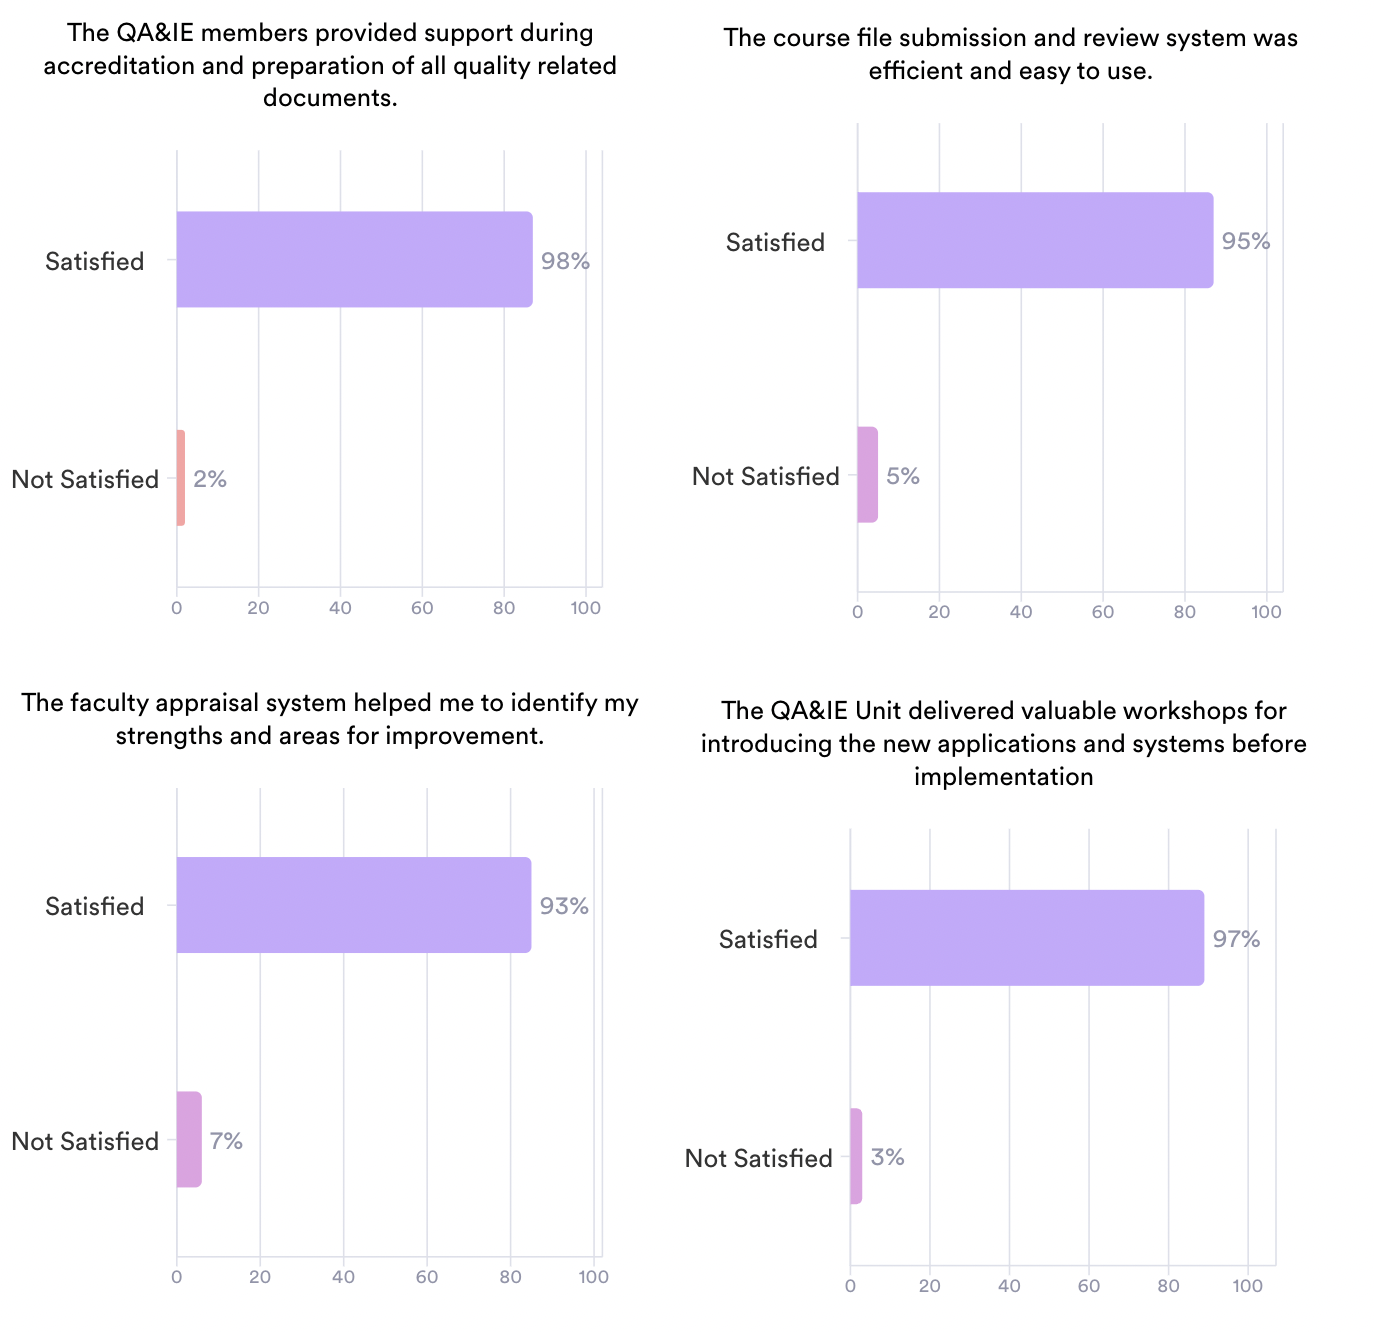 The QA&IE members provided support during
accreditation and preparation of all quality related
documents.
Satisfied
98%
Not Satisfied
2%
0 20 40 60 80 100
The course file submission and review system was
efficient and easy to use.
Satisfied
95%
Not Satisfied
5%
0 20 40 60 80 100
The faculty appraisal system helped me to identify my
strengths and areas for improvement.
Satisfied
93%
Not Satisfied
7%
0 20 40 60 80 100
The QA&IE Unit delivered valuable workshops for
introducing the new applications and systems before
implementation
Satisfied
97%
Not Satisfied
3%
0 20 40 60 80 100